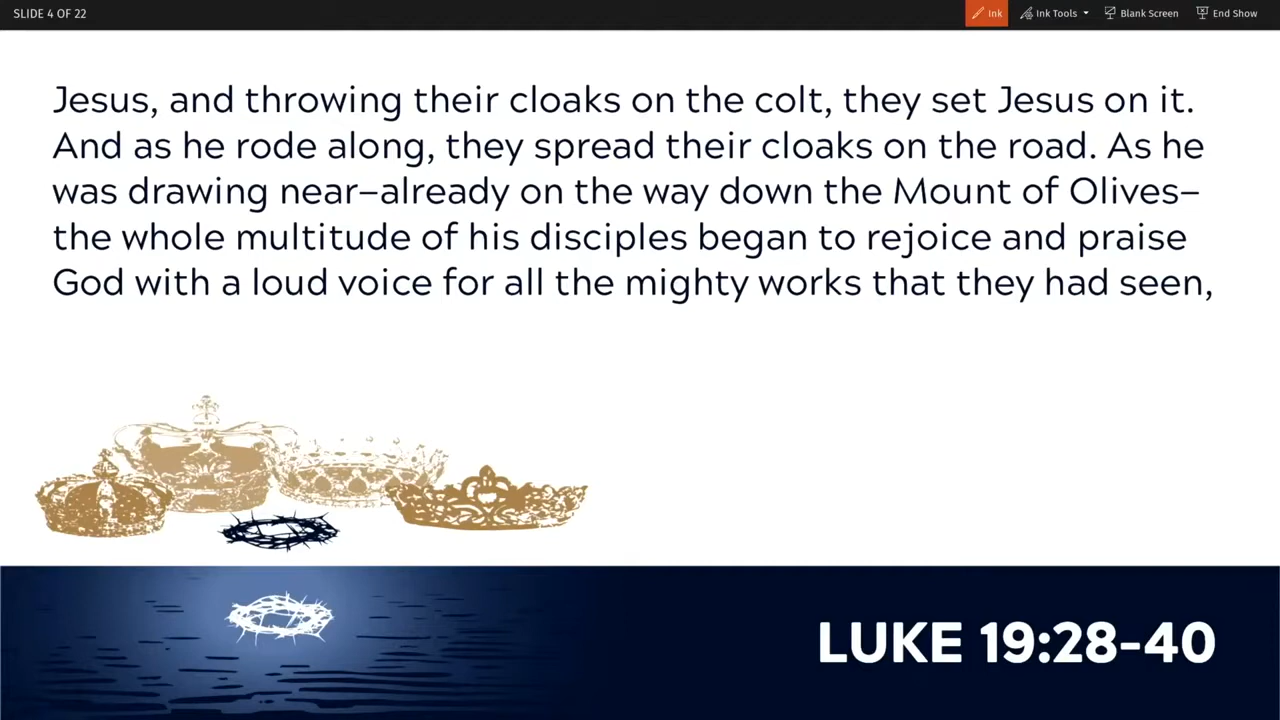 SLIDE 4 OF 22
Ink
Ink Tools
Blank Screen
End Show
Jesus, and throwing their cloaks on the colt, they set Jesus on it.
And as he rode along, they spread their cloaks on the road. As he
was drawing near—already on the way down the Mount of Olives—
the whole multitude of his disciples began to rejoice and praise
God with a loud voice for all the mighty works that they had seen,
LUKE 19:28-40